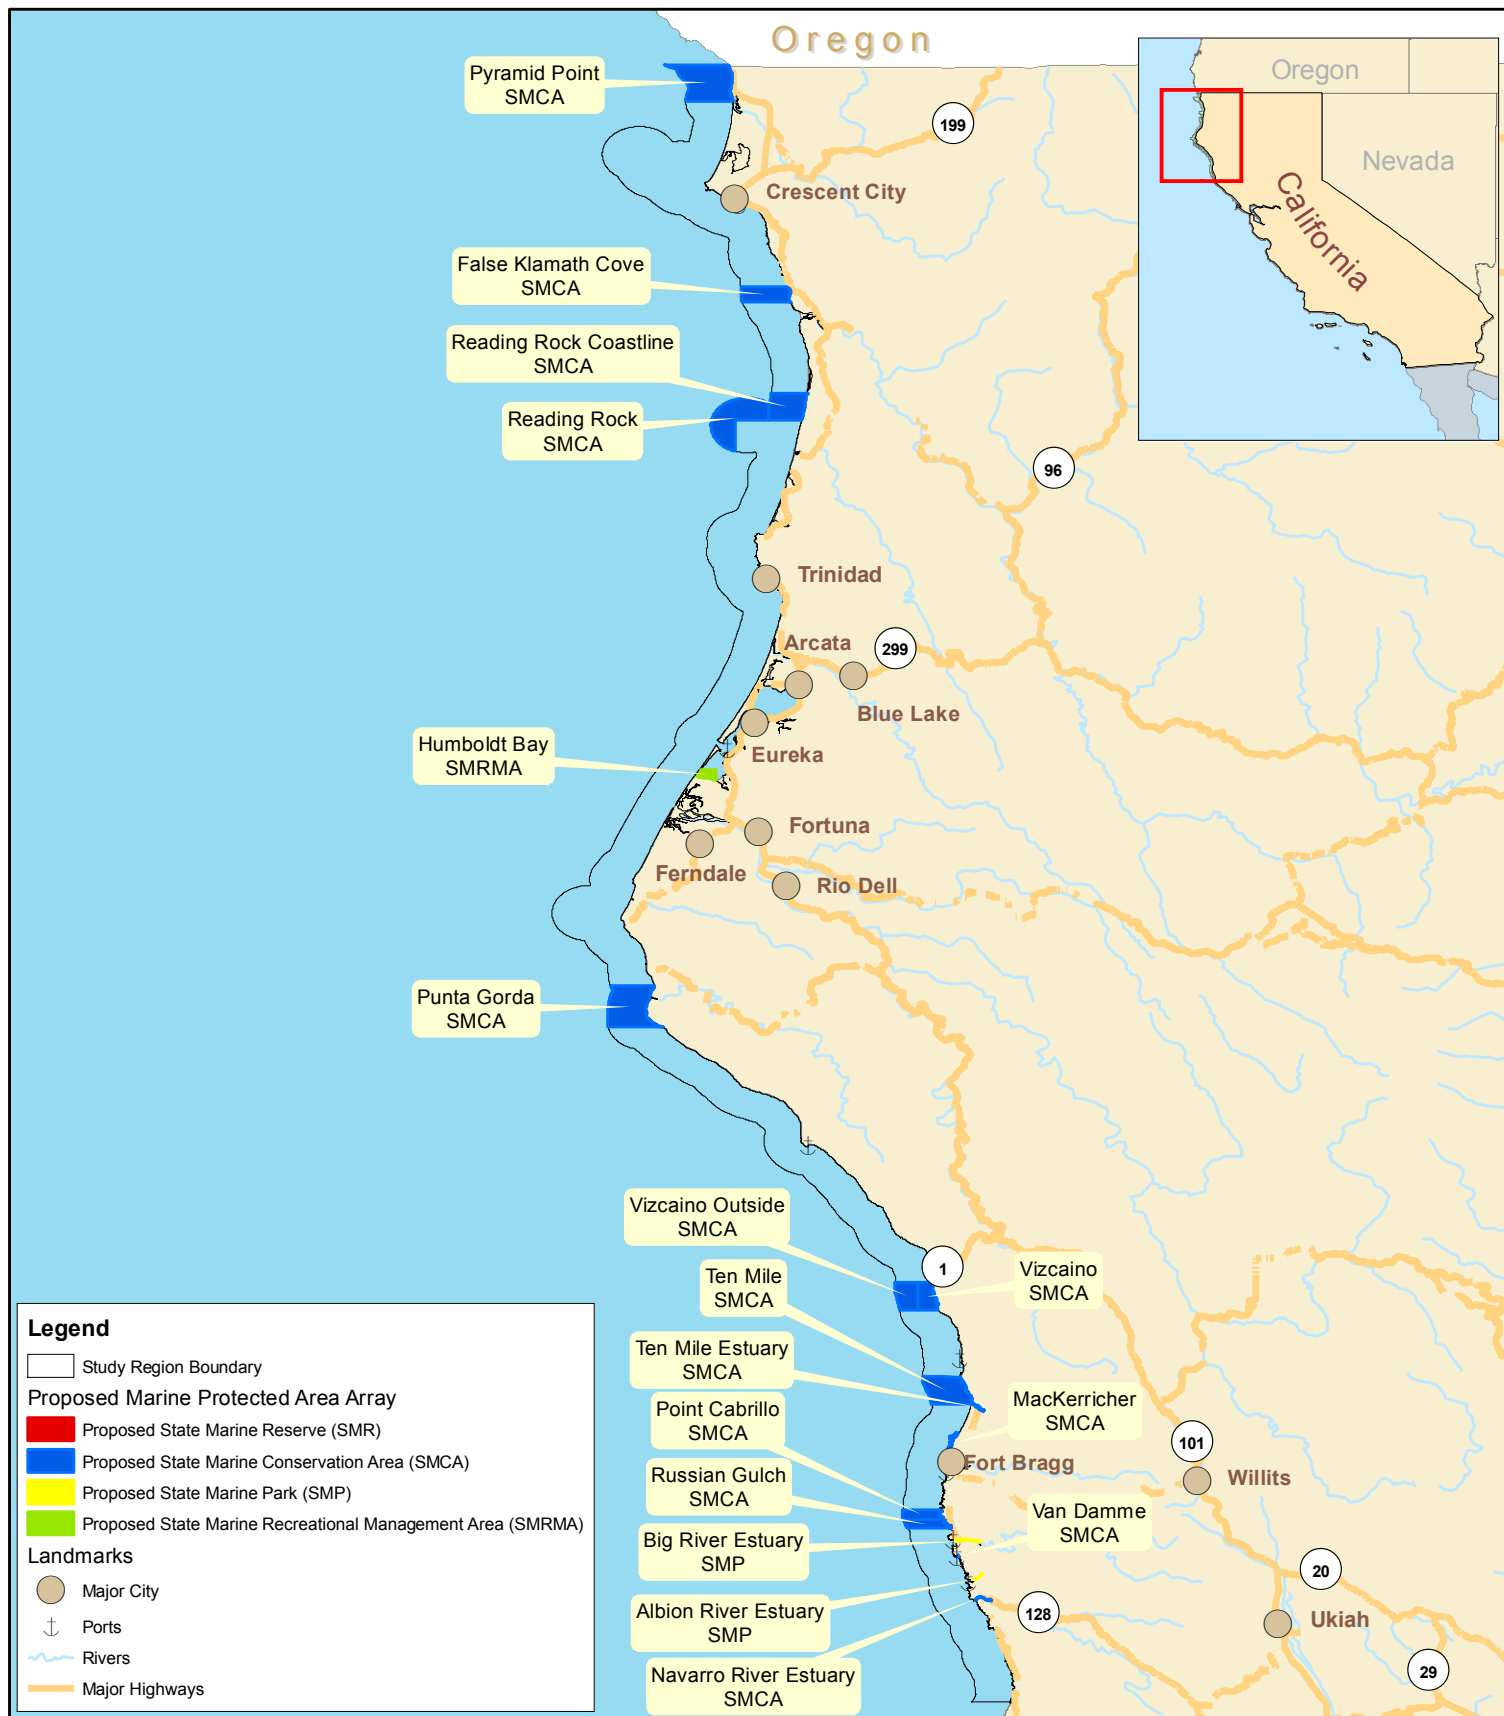 Oregon
Pyramid Point
SMCA
199
Crescent City
False Klamath Cove
SMCA
Reading Rock Coastline
SMCA
Reading Rock
SMCA
Oregon
Nevada
California
96
Trinidad
Arcata
299
Blue Lake
Eureka
Humboldt Bay
SMRMA
Fortuna
Ferndale
Rio Dell
Punta Gorda
SMCA
Vizcaino Outside
SMCA
1
Vizcaino
SMCA
Ten Mile
SMCA
Ten Mile Estuary
SMCA
MacKerricher
SMCA
Point Cabrillo
SMCA
Fort Bragg
101
Willits
Russian Gulch
SMCA
Van Damme
SMCA
Big River Estuary
SMP
20
Albion River Estuary
SMP
128
Ukiah
Navarro River Estuary
SMCA
29
Legend
Study Region Boundary
Proposed Marine Protected Area Array
Proposed State Marine Reserve (SMR)
Proposed State Marine Conservation Area (SMCA)
Proposed State Marine Park (SMP)
Proposed State Marine Recreational Management Area (SMRMA)
Landmarks
Major City
Ports
Rivers
Major Highways